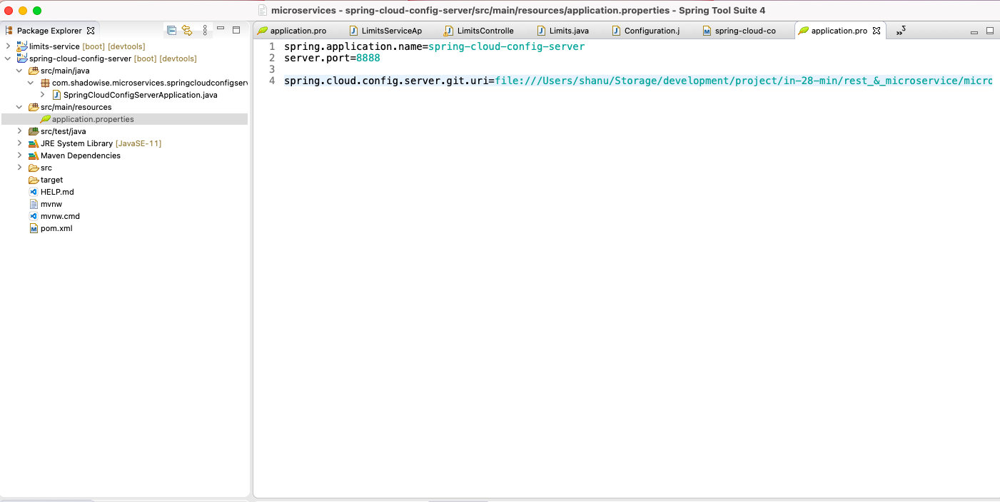 microservices - spring-cloud-config-server/src/main/resources/application.properties - Spring Tool Suite 4
Package Explorer
application.pro
LimitsServiceAp
LimitsControlle
Limits.java
Configuration.j
spring-cloud-co
application.pro
»5
limits-service [boot] [devtools]
spring-cloud-config-server [boot] [devtools]
src/main/java
com.shadowise.microservices.springcloudconfigserv
SpringCloudConfigServerApplication.java
src/main/resources
application.properties
src/test/java
JRE System Library [JavaSE-11]
Maven Dependencies
src
target
HELP.md
mvnw
mvnw.cmd
pom.xml
1 spring.application.name=spring-cloud-config-server
2 server.port=8888
3
4 spring.cloud.config.server.git.uri=file:///Users/shanu/Storage/development/project/in-28-min/rest_&_microservice/micro